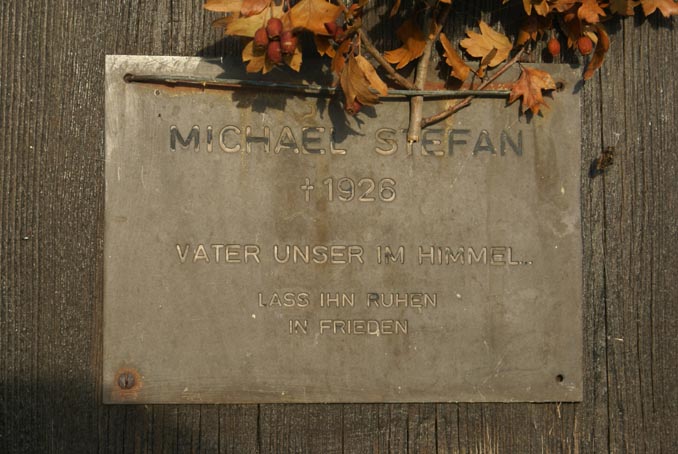 MICHAEL STEFAN
† 1926
VATER UNSER IM HIMMEL...
LASS IHN RUHEN
IN FRIEDEN